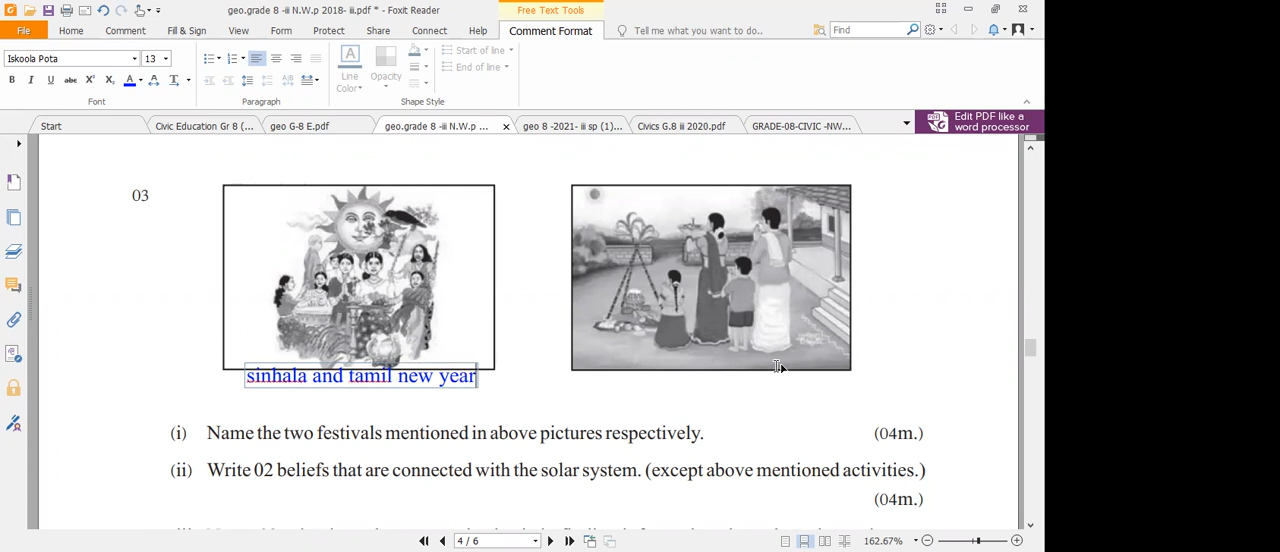 geo.grade 8 -ii N.W.p 2018- ii.pdf * - Foxit Reader
Free Text Tools
File
Home
Comment
Fill & Sign
View
Form
Protect
Share
Connect
Help
Comment Format
Tell me what you want to do..
Find
Iskoola Pota
13
Line Color
Opacity
Start of line
End of line
Font
Paragraph
Shape Style
Start
Civic Education Gr 8 (...
geo G-8 E.pdf
geo.grade 8 -ii N.W.p ...
geo 8 -2021- ii sp (1)...
Civics G.8 ii 2020.pdf
GRADE-08-CIVIC -NW...
Edit PDF like a
word processor
03
sinhala and tamil new year
(i) Name the two festivals mentioned in above pictures respectively. (04m.)
(ii) Write 02 beliefs that are connected with the solar system. (except above mentioned activities.)
(04m.)
4 / 6
162.67%